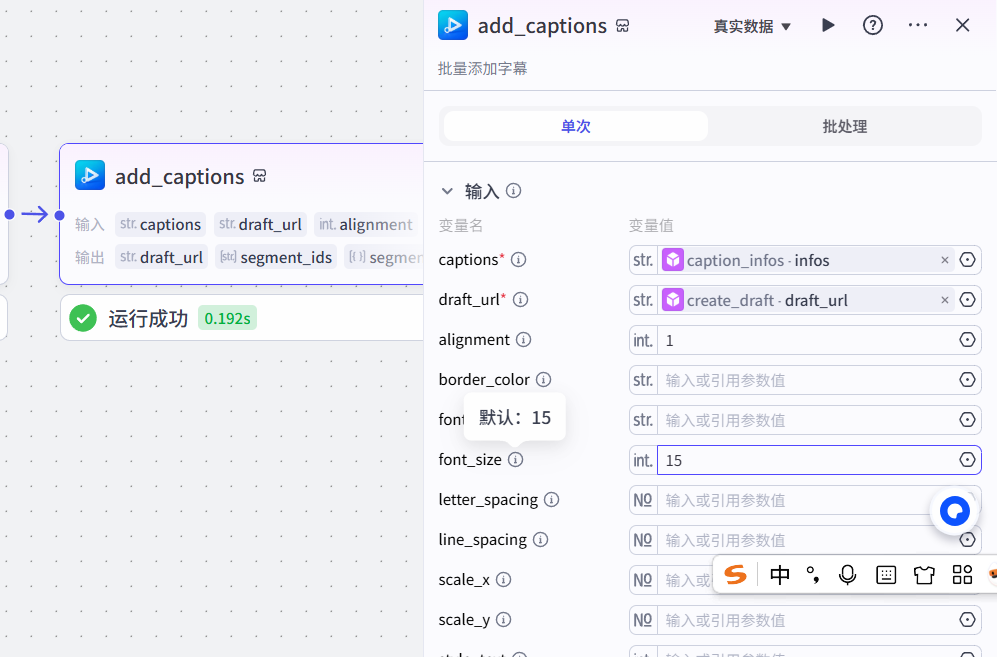 add_captions
真实数据
批量添加字幕
单次
批处理
add_captions
输入 str. captions str. draft_url int. alignment
输出 str. draft_url [str] segment_ids [{}] segmer
运行成功 0.192s
输入
变量名 变量值
captions* str. caption_infos · infos ×
draft_url* str. create_draft · draft_url ×
alignment int. 1
border_color str. 输入或引用参数值
font str. 输入或引用参数值
默认：15
font_size int. 15
letter_spacing NO 输入或引用参数值
line_spacing NO 输入或引用参数值
scale_x NO 输入或
中
scale_y NO 输入或引用参数值